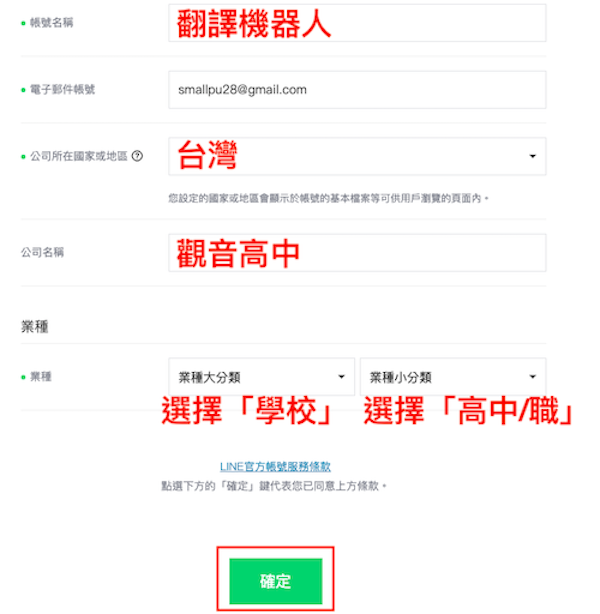 帳號名稱
翻譯機器人
電子郵件帳號
smallpu28@gmail.com
公司所在國家或地區 ?
台灣
您設定的國家或地區會顯示於帳號的基本檔案等可供用戶瀏覽的頁面內。
公司名稱
觀音高中
業種
業種
業種大分類
業種小分類
選擇「學校」
選擇「高中/職」
LINE官方帳號服務條款
點選下方的「確定」鍵代表您已同意上方條款。
確定